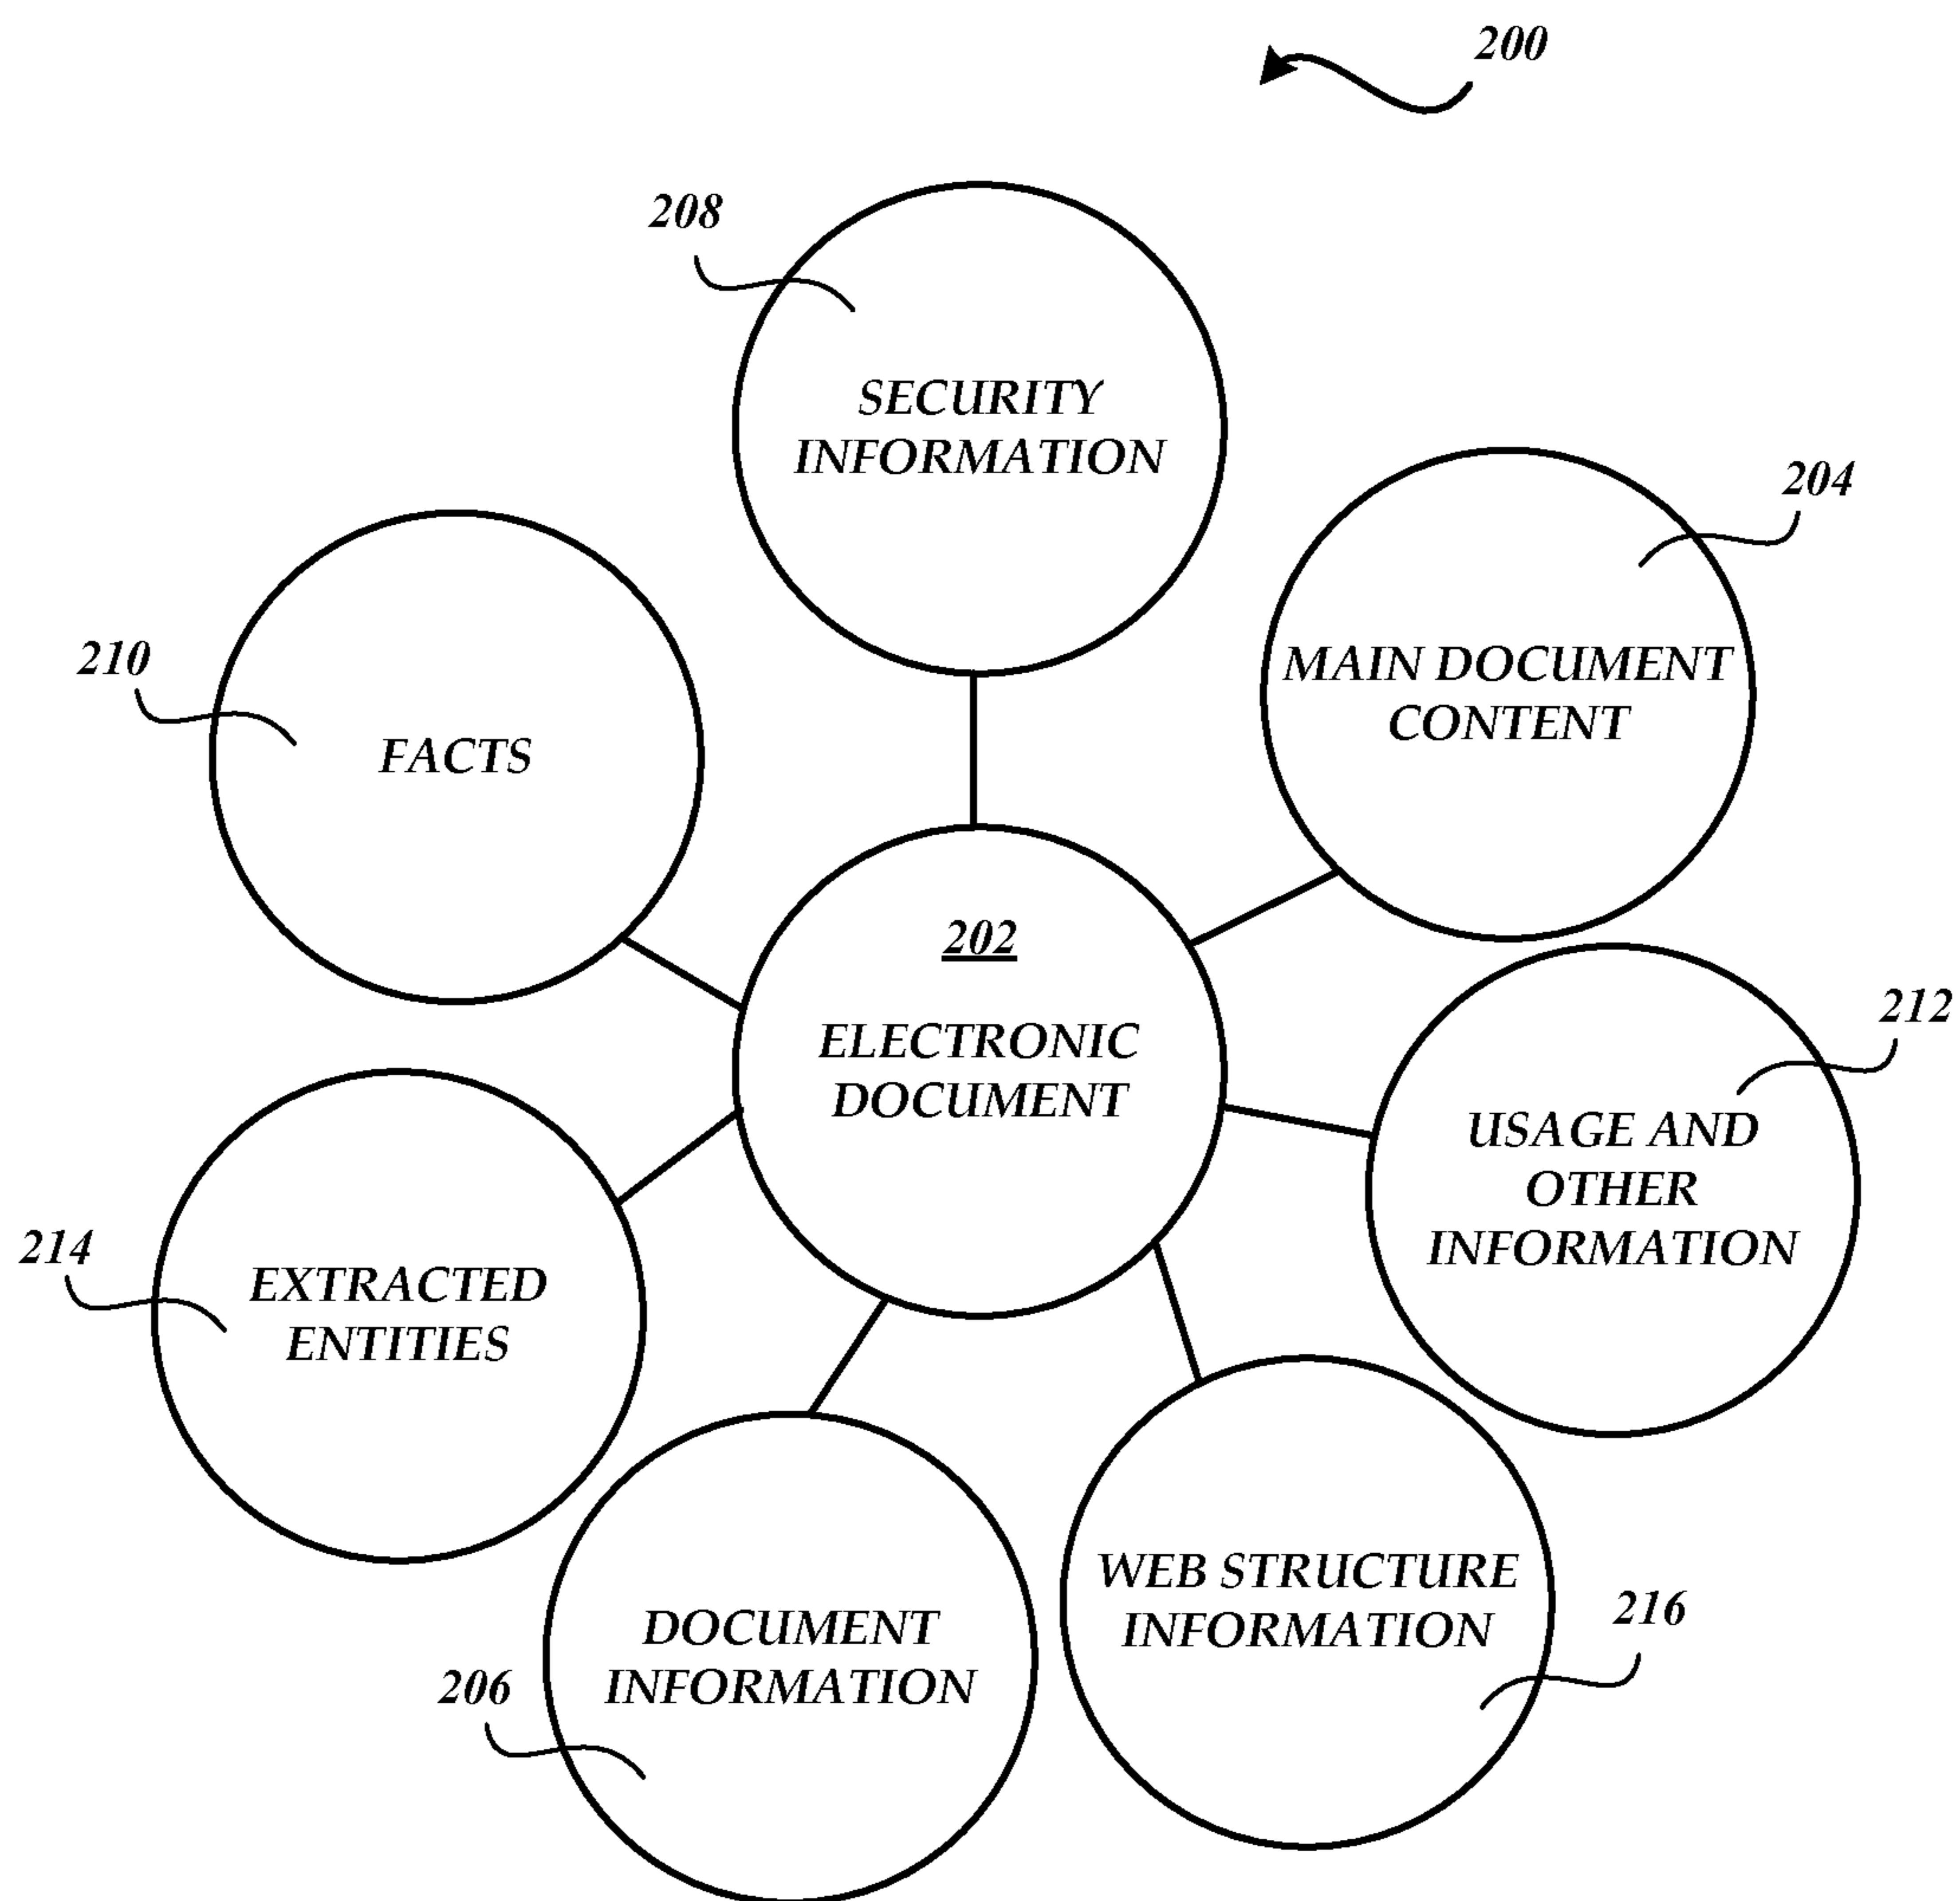 200
208
SECURITY
INFORMATION
204
MAIN DOCUMENT
CONTENT
210
FACTS
202
ELECTRONIC
DOCUMENT
212
USAGE AND
OTHER
INFORMATION
214
EXTRACTED
ENTITIES
WEB STRUCTURE
INFORMATION
216
DOCUMENT
INFORMATION
206